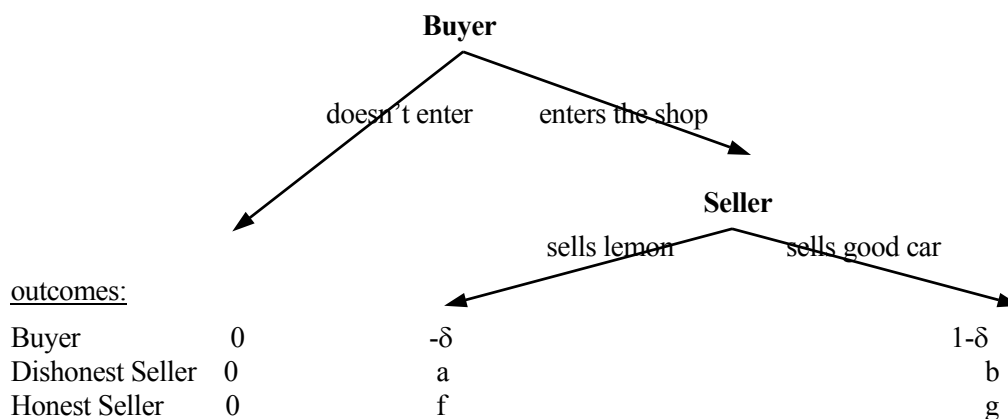 Buyer
doesn’t enter enters the shop
Seller
sells lemon sells good car
outcomes:
Buyer 0 -δ 1-δ
Dishonest Seller 0 a b
Honest Seller 0 f g